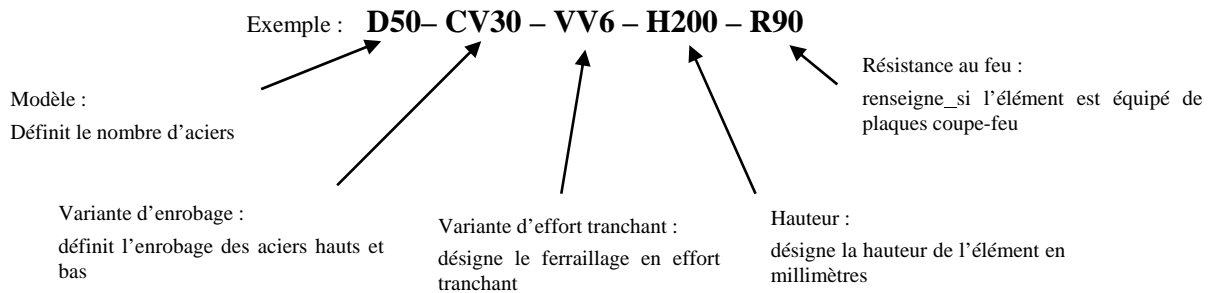 Exemple : D50– CV30 – VV6 – H200 – R90
Résistance au feu :
renseigne_si l'élément est équipé de
plaques coupe-feu
Modèle :
Définit le nombre d'aciers
Variante d'enrobage :
définit l'enrobage des aciers hauts et
bas
Variante d'effort tranchant :
désigne le ferraillage en effort
tranchant
Hauteur :
désigne la hauteur de l'élément en
millimètres